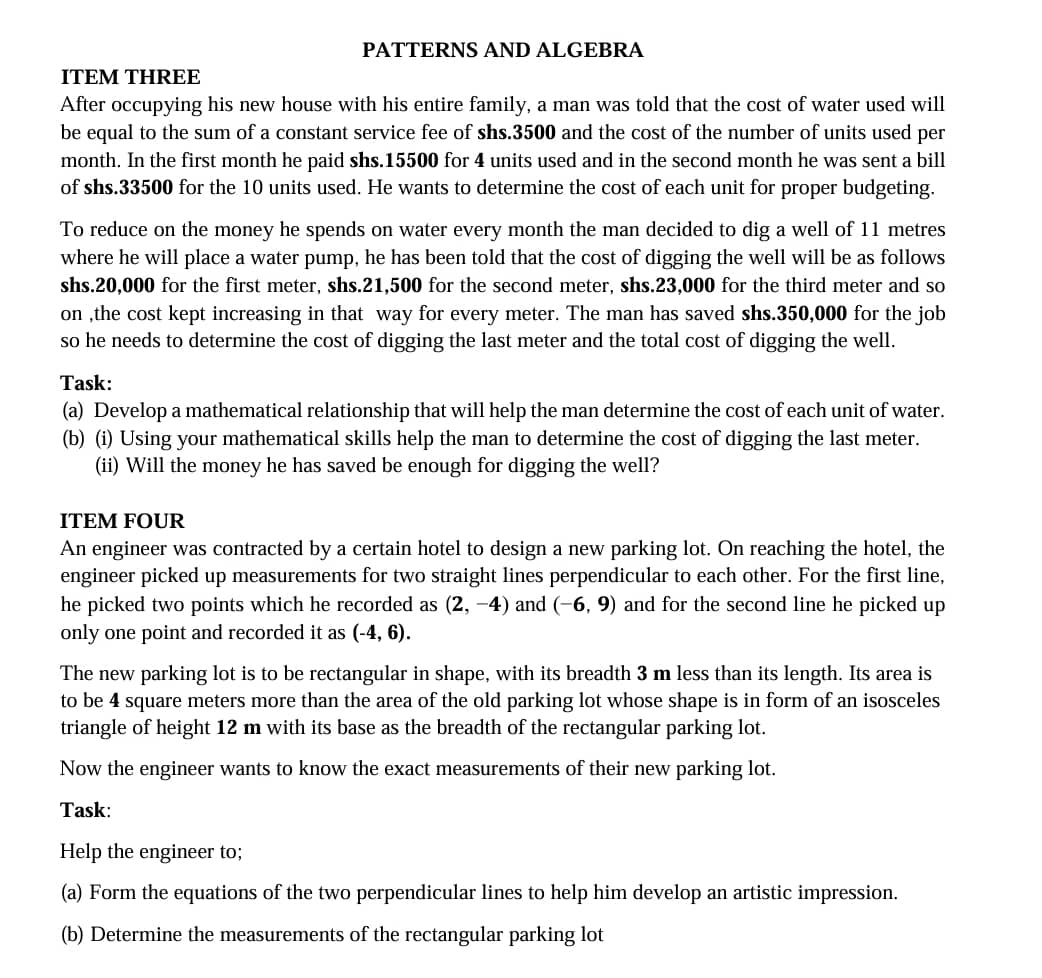 PATTERNS AND ALGEBRA
ITEM THREE
After occupying his new house with his entire family, a man was told that the cost of water used will
be equal to the sum of a constant service fee of shs.3500 and the cost of the number of units used per
month. In the first month he paid shs.15500 for 4 units used and in the second month he was sent a bill
of shs.33500 for the 10 units used. He wants to determine the cost of each unit for proper budgeting.
To reduce on the money he spends on water every month the man decided to dig a well of 11 metres
where he will place a water pump, he has been told that the cost of digging the well will be as follows
shs.20,000 for the first meter, shs.21,500 for the second meter, shs.23,000 for the third meter and so
on ,the cost kept increasing in that way for every meter. The man has saved shs.350,000 for the job
so he needs to determine the cost of digging the last meter and the total cost of digging the well.
Task:
(a) Develop a mathematical relationship that will help the man determine the cost of each unit of water.
(b) (i) Using your mathematical skills help the man to determine the cost of digging the last meter.
(ii) Will the money he has saved be enough for digging the well?
ITEM FOUR
An engineer was contracted by a certain hotel to design a new parking lot. On reaching the hotel, the
engineer picked up measurements for two straight lines perpendicular to each other. For the first line,
he picked two points which he recorded as (2, −4) and (−6, 9) and for the second line he picked up
only one point and recorded it as (-4, 6).
The new parking lot is to be rectangular in shape, with its breadth 3 m less than its length. Its area is
to be 4 square meters more than the area of the old parking lot whose shape is in form of an isosceles
triangle of height 12 m with its base as the breadth of the rectangular parking lot.
Now the engineer wants to know the exact measurements of their new parking lot.
Task:
Help the engineer to;
(a) Form the equations of the two perpendicular lines to help him develop an artistic impression.
(b) Determine the measurements of the rectangular parking lot